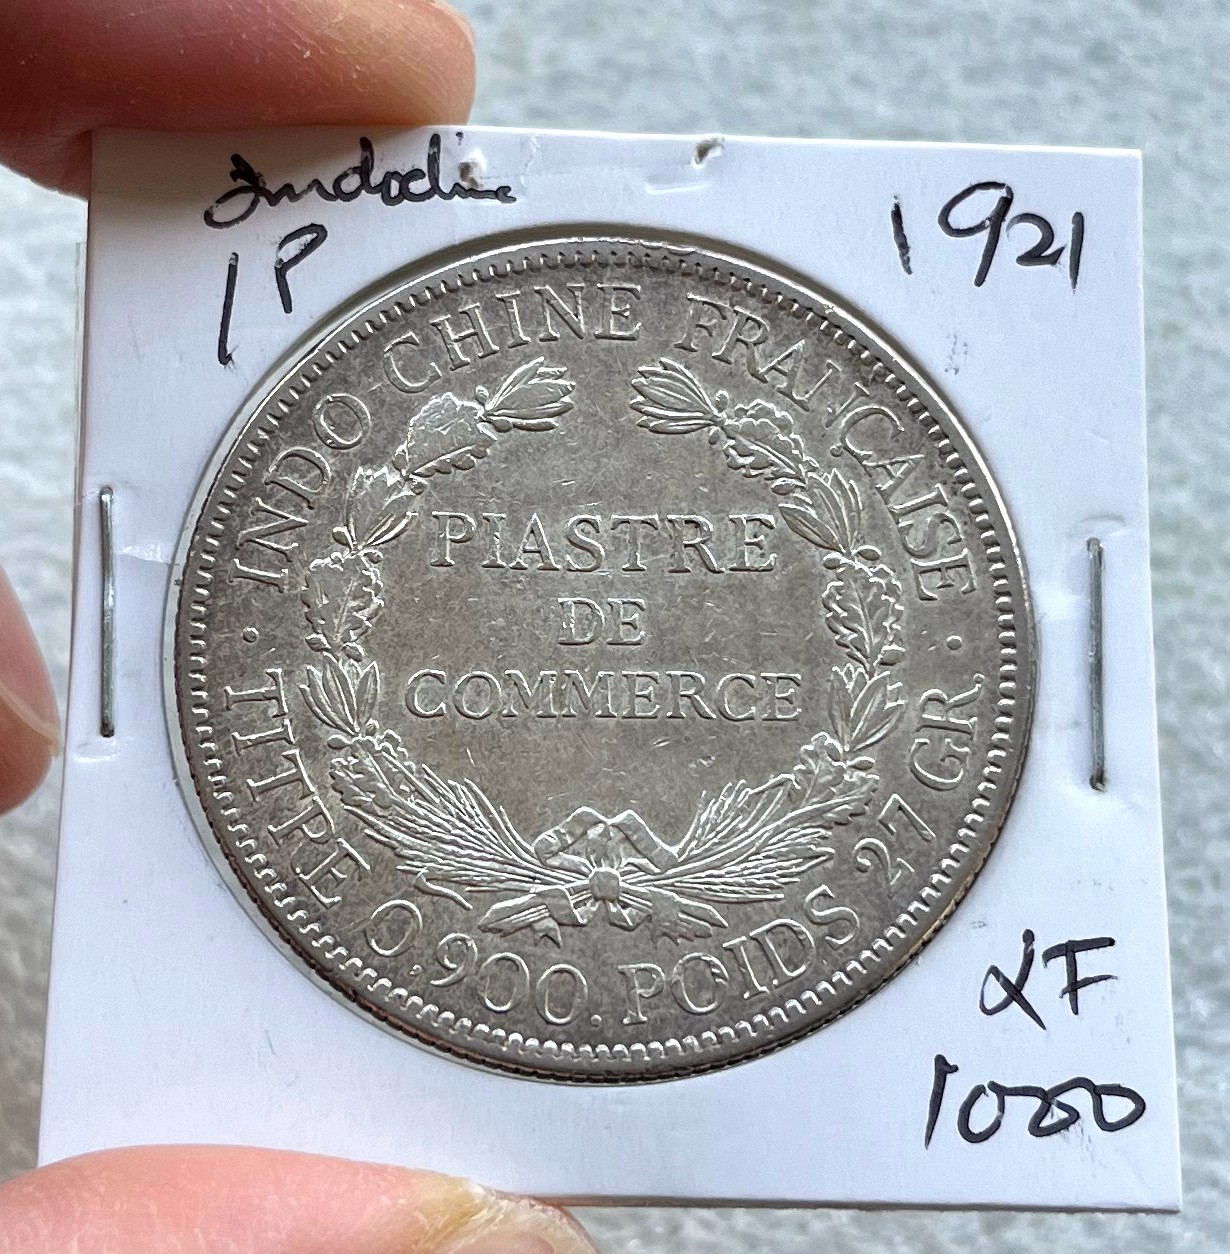 Indochine
1P
1921
INDO-CHINE FRANÇAISE
PIASTRE
DE
COMMERCE
· TITRE 0,900. POIDS 27 GR. ·
XF
1000